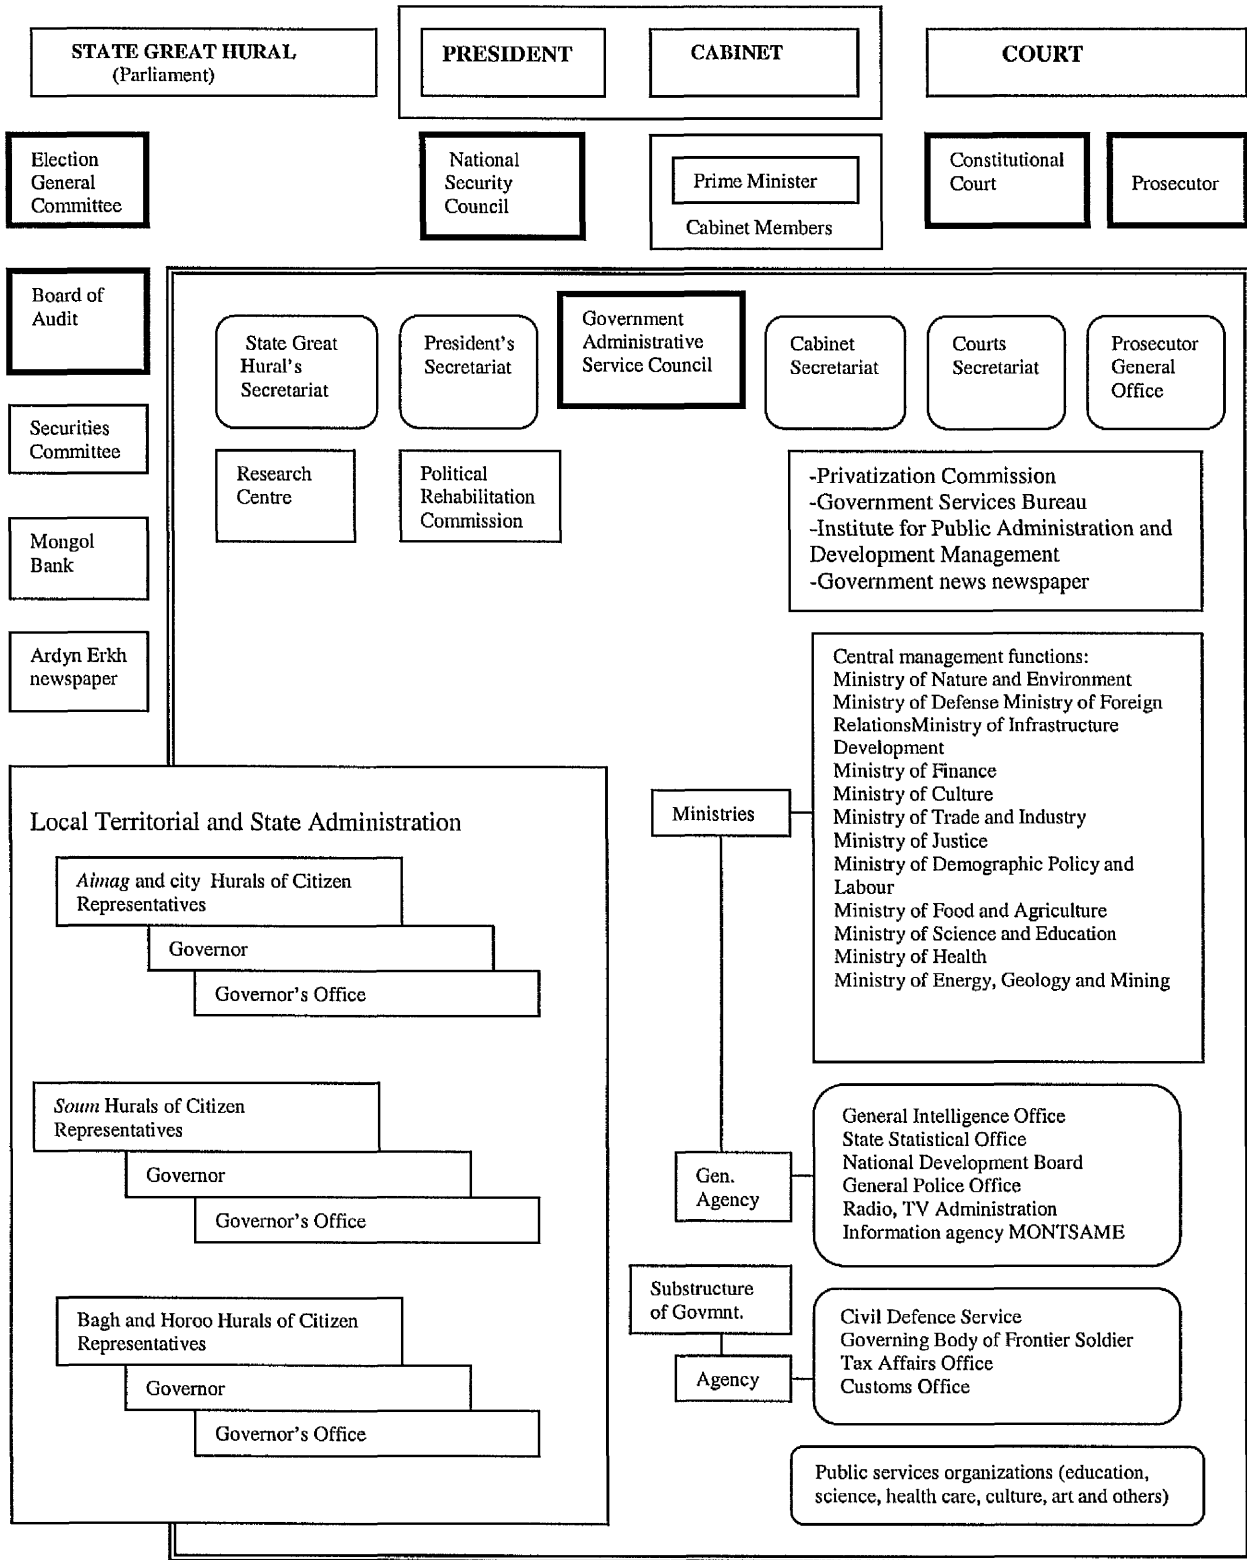 STATE GREAT HURAL
(Parliament)
PRESIDENT
CABINET
COURT
Election
General
Committee
National
Security
Council
Prime Minister
Cabinet Members
Constitutional
Court
Prosecutor
Board of
Audit
Securities
Committee
Mongol
Bank
Ardyn Erkh
newspaper
State Great
Hural's
Secretariat
President's
Secretariat
Government
Administrative
Service Council
Cabinet
Secretariat
Courts
Secretariat
Prosecutor
General
Office
Research
Centre
Political
Rehabilitation
Commission
-Privatization Commission
-Government Services Bureau
-Institute for Public Administration and
Development Management
-Government news newspaper
Ministries
Central management functions:
Ministry of Nature and Environment
Ministry of Defense Ministry of Foreign
RelationsMinistry of Infrastructure
Development
Ministry of Finance
Ministry of Culture
Ministry of Trade and Industry
Ministry of Justice
Ministry of Demographic Policy and
Labour
Ministry of Food and Agriculture
Ministry of Science and Education
Ministry of Health
Ministry of Energy, Geology and Mining
Local Territorial and State Administration
Aimag and city Hurals of Citizen
Representatives
Governor
Governor's Office
Soum Hurals of Citizen
Representatives
Governor
Governor's Office
Bagh and Horoo Hurals of Citizen
Representatives
Governor
Governor's Office
Gen.
Agency
General Intelligence Office
State Statistical Office
National Development Board
General Police Office
Radio, TV Administration
Information agency MONTSAME
Substructure
of Govmnt.
Agency
Civil Defence Service
Governing Body of Frontier Soldier
Tax Affairs Office
Customs Office
Public services organizations (education,
science, health care, culture, art and others)